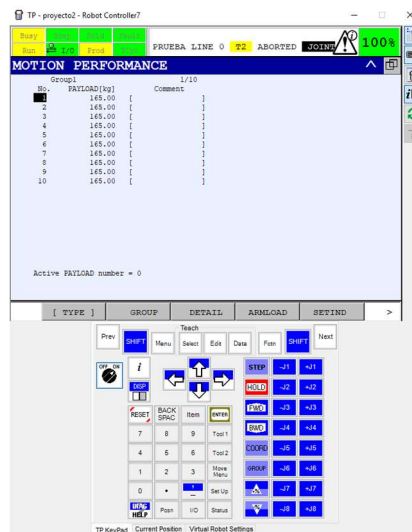 TP - proyecto2 - Robot Controller7
Busy Step Hold Fault
Run I/O Prod TCyc
PRUEBA LINE 0 T2 ABORTED JOINT 100%
MOTION PERFORMANCE
Group1 1/10
No. PAYLOAD[kg] Comment
1 165.00 [ ]
2 165.00 [ ]
3 165.00 [ ]
4 165.00 [ ]
5 165.00 [ ]
6 165.00 [ ]
7 165.00 [ ]
8 165.00 [ ]
9 165.00 [ ]
10 165.00 [ ]
Active PAYLOAD number = 0
[ TYPE ] GROUP DETAIL ARMLOAD SETIND >
Teach
Prev SHIFT Menu Select Edit Data Fctn SHIFT Next
OFF ON i STEP -J1 +J1
DISP HOLD -J2 +J2
RESET BACK SPAC Item ENTER FWD -J3 +J3
7 8 9 Tool 1 BWD -J4 +J4
4 5 6 Tool 2 COORD -J5 +J5
1 2 3 Move Menu GROUP -J6 +J6
0 . , - Set Up +% -J7 +J7
DIAG HELP Posn I/O Status -% -J8 +J8
TP KeyPad Current Position Virtual Robot Settings